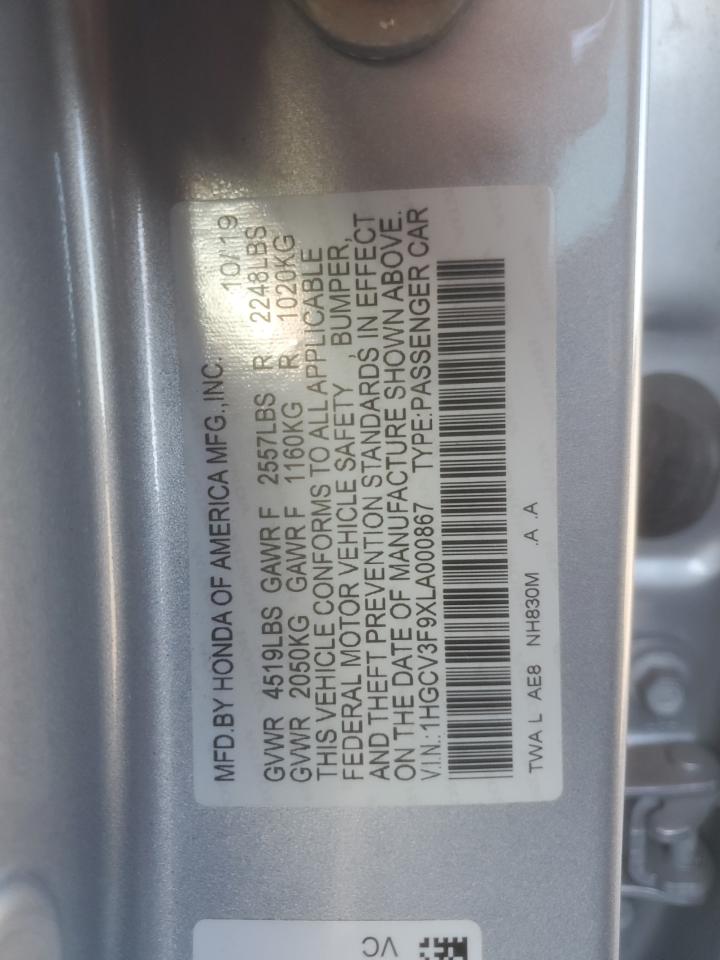 MFD.BY HONDA OF AMERICA MFG.,INC. 10/19
GVWR 4519LBS GAWR F 2557LBS R 2248LBS
GVWR 2050KG GAWR F 1160KG R 1020KG
THIS VEHICLE CONFORMS TO ALL APPLICABLE
FEDERAL MOTOR VEHICLE SAFETY , BUMPER,
AND THEFT PREVENTION STANDARDS IN EFFECT
ON THE DATE OF MANUFACTURE SHOWN ABOVE.
V.I.N.:1HGCV3F9XLA000867 TYPE:PASSENGER CAR
TWA L AE8 NH830M .A .A
VC